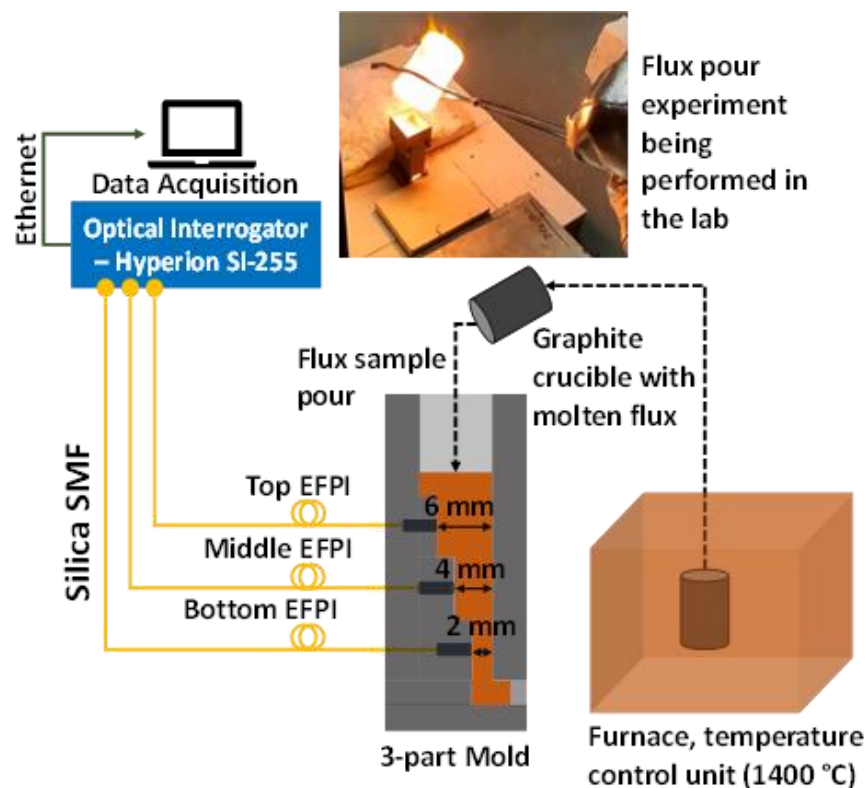 Flux pour
experiment
being
performed in
the lab
Ethernet
Data Acquisition
Optical Interrogator
– Hyperion SI-255
Flux sample
pour
Graphite
crucible with
molten flux
Silica SMF
Top EFPI
6 mm
Middle EFPI
4 mm
Bottom EFPI
2 mm
3-part Mold
Furnace, temperature
control unit (1400 °C)